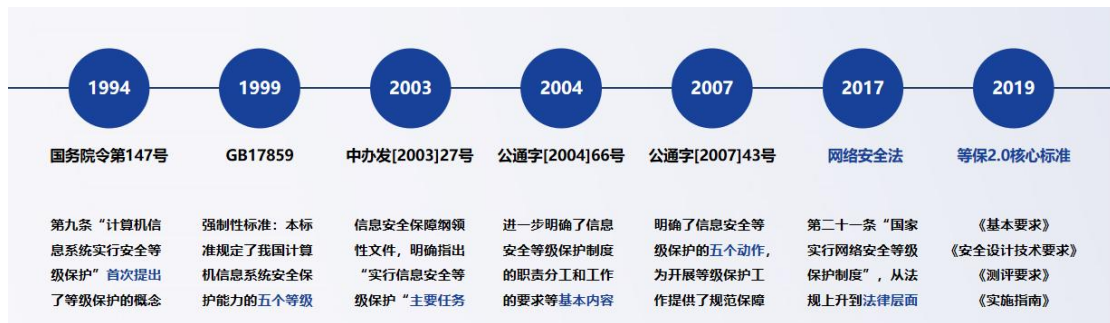 1994
1999
2003
2004
2007
2017
2019
国务院令第147号
GB17859
中办发[2003]27号
公通字[2004]66号
公通字[2007]43号
网络安全法
等保2.0核心标准
第九条“计算机信
息系统实行安全等
级保护”首次提出
了等级保护的概念
强制性标准：本标
准规定了我国计算
机信息系统安全保
护能力的五个等级
信息安全保障纲领
性文件，明确指出
“实行信息安全等
级保护“主要任务
进一步明确了信息
安全等级保护制度
的职责分工和工作
的要求等基本内容
明确了信息安全等
级保护的五个动作，
为开展等级保护工
作提供了规范保障
第二十一条“国家
实行网络安全等级
保护制度”，从法
规上升到法律层面
《基本要求》
《安全设计技术要求》
《测评要求》
《实施指南》